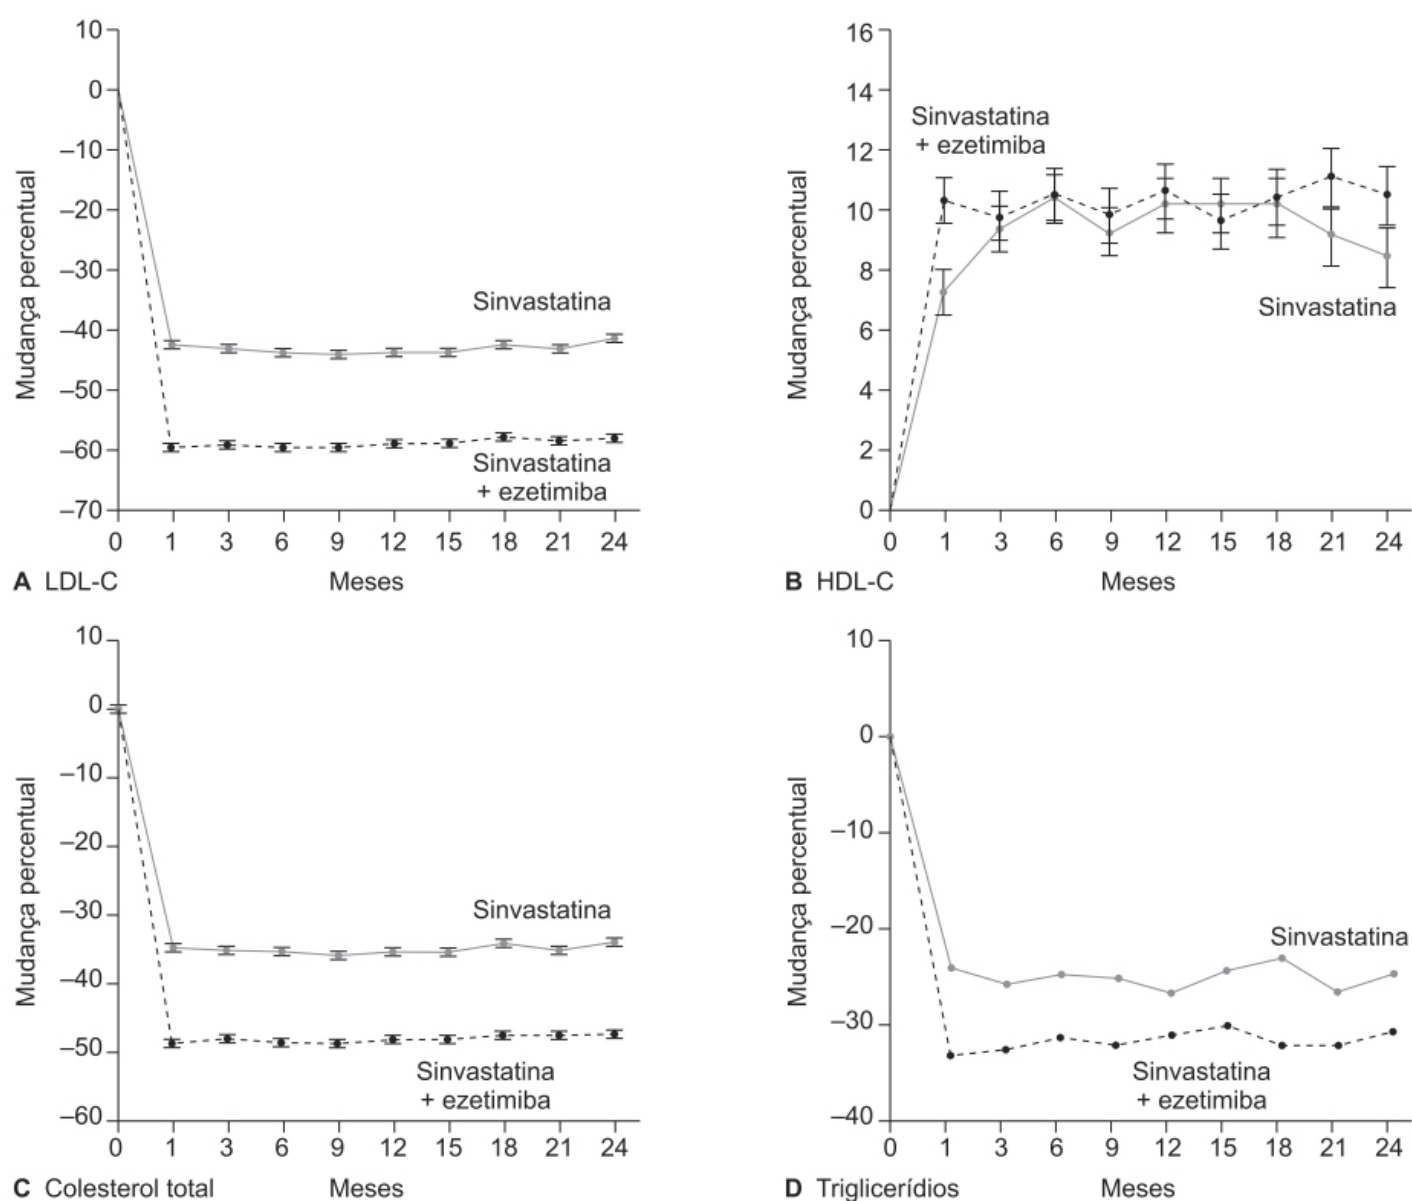 Mudança percentual
10
0
–10
–20
–30
–40
–50
–60
–70
Sinvastatina
Sinvastatina
+ ezetimiba
0 1 3 6 9 12 15 18 21 24
A LDL-C Meses
Mudança percentual
16
14
12
10
8
6
4
2
0
Sinvastatina
+ ezetimiba
Sinvastatina
0 1 3 6 9 12 15 18 21 24
B HDL-C Meses
Mudança percentual
10
0
–10
–20
–30
–40
–50
–60
Sinvastatina
Sinvastatina
+ ezetimiba
0 1 3 6 9 12 15 18 21 24
C Colesterol total Meses
Mudança percentual
10
0
–10
–20
–30
–40
Sinvastatina
Sinvastatina
+ ezetimiba
0 1 3 6 9 12 15 18 21 24
D Triglicerídios Meses